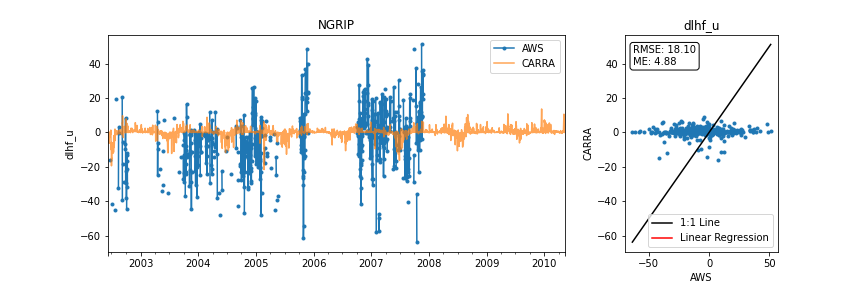 NGRIP
dlhf_u
40
20
0
−20
−40
−60
2003
2004
2005
2006
2007
2008
2009
2010
AWS
CARRA
dlhf_u
RMSE: 18.10
ME: 4.88
CARRA
40
20
0
−20
−40
−60
−50
0
50
AWS
1:1 Line
Linear Regression